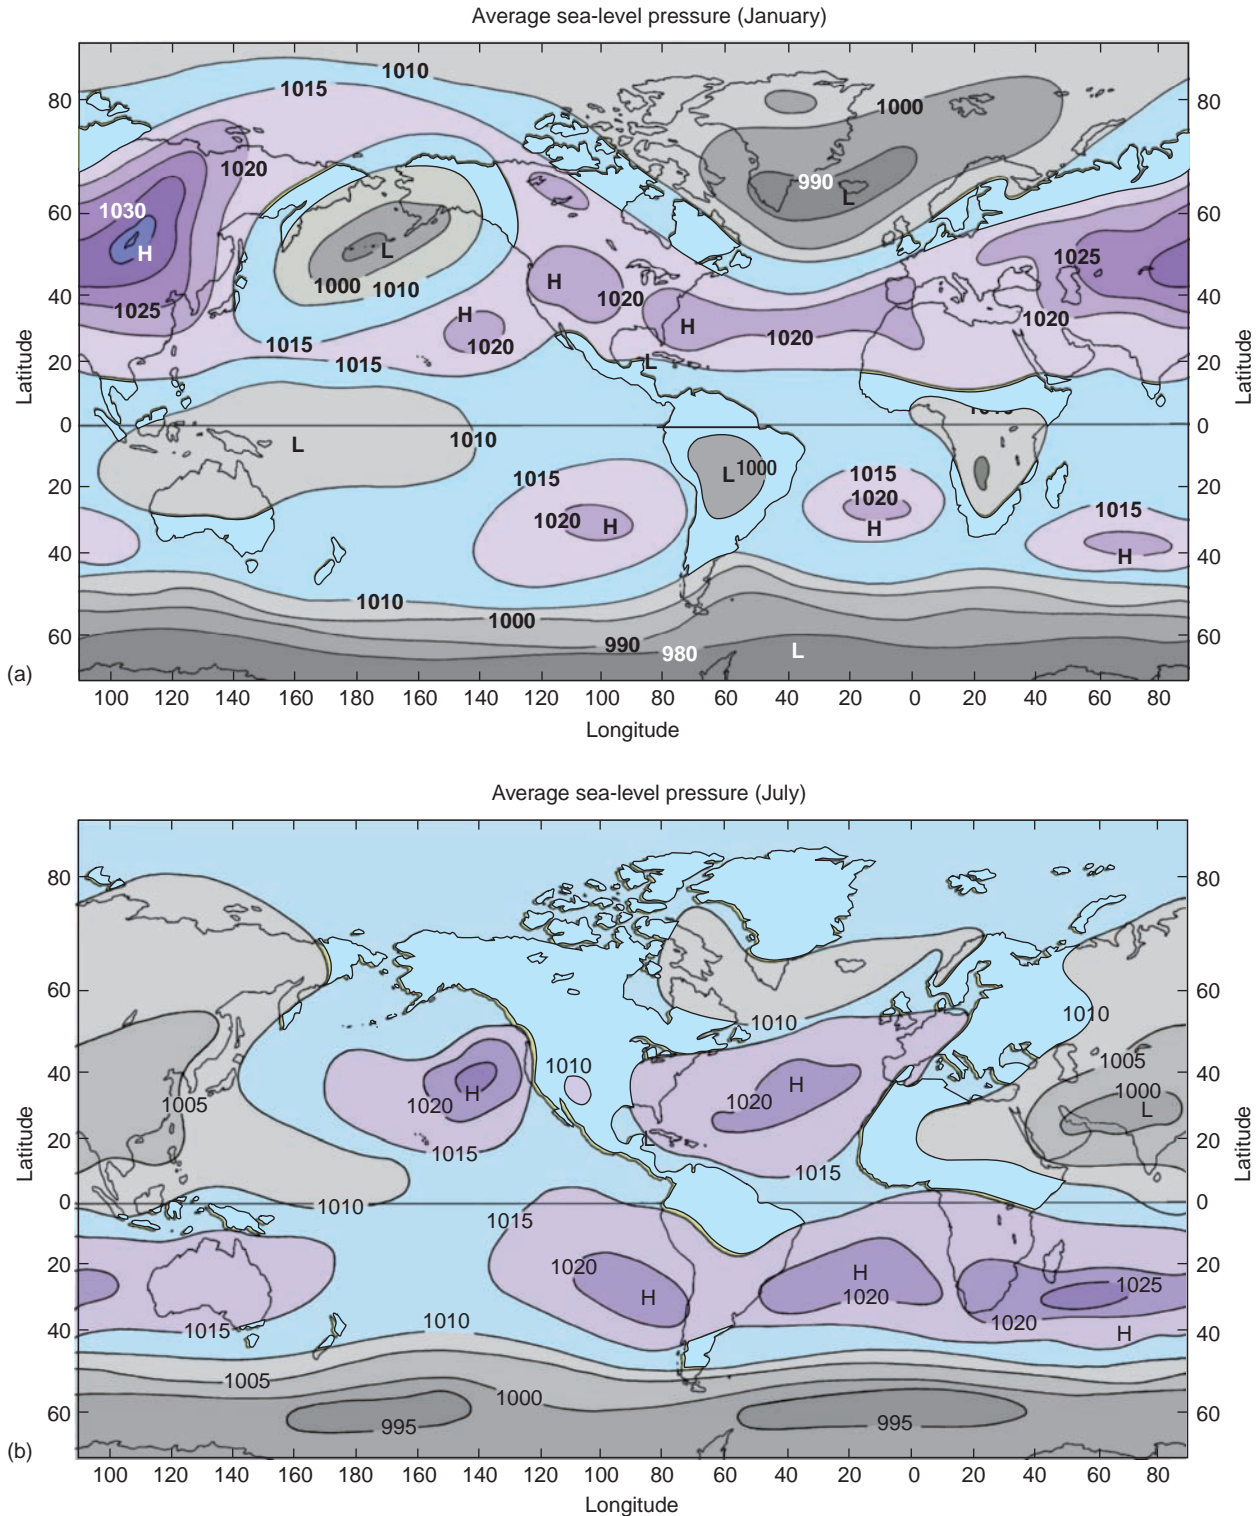 Average sea-level pressure (January)
1010
1015
80 1000 80
1020
990
1030 L
60 60
H L 1025
1000 1010 H
1025 1020
40 H H 1020 1020 40
1015 1020
1015 L
20 20
Latitude Latitude
0 0
L 1010
1015 L 1000 1015
20 1020 20
1020 H H 1015
40 H 40
1010
1000
60 990 60
980 L
(a)
100 120 140 160 180 160 140 120 100 80 60 40 20 0 20 40 60 80
Longitude
Average sea-level pressure (July)
80 80
60 60
1010 1010
1010 1005
40 H 40
1005 1020 H 1020 1000
L
20 L 20
1015 1015
Latitude Latitude
0 1010 0
1015
20 1020 H 1025 20
H 1020
1015 1010 1020 H
40 40
1005
1000
60 995 995 60
(b)
100 120 140 160 180 160 140 120 100 80 60 40 20 0 20 40 60 80
Longitude